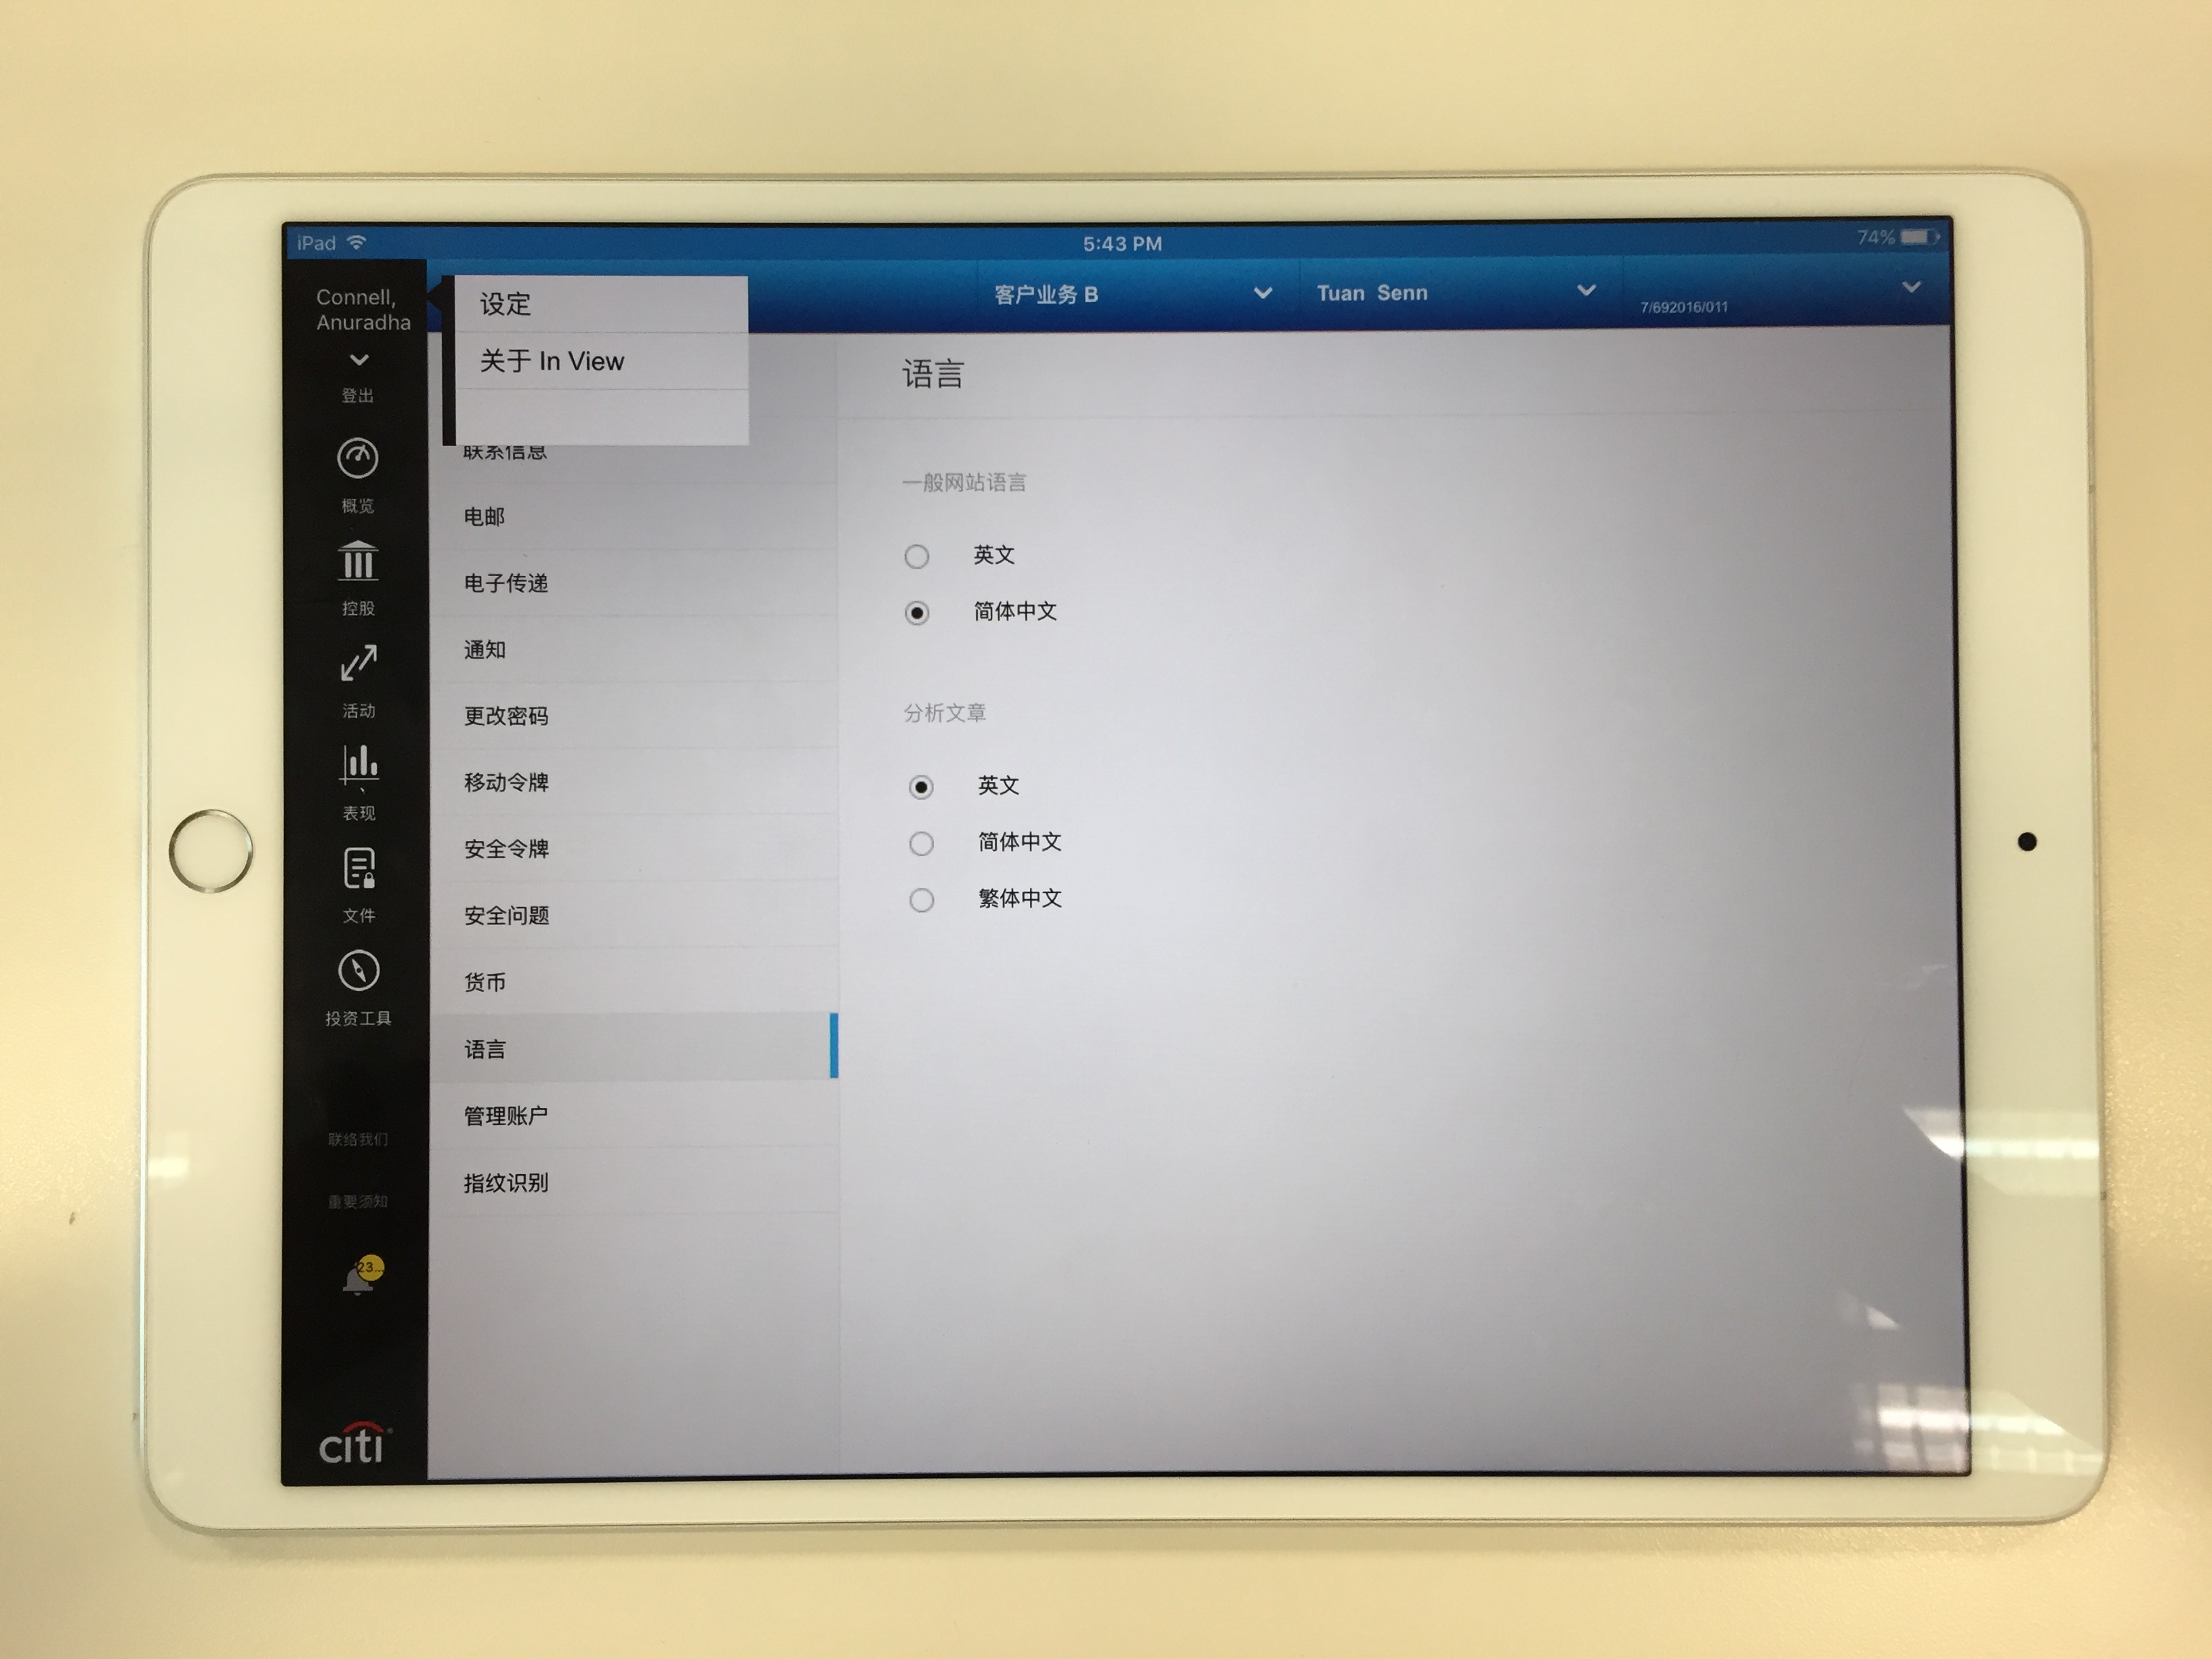 iPad
5:43 PM
74%
Connell,
Anuradha
客户业务 B
Tuan Senn
7/692016/011
设定
关于 In View
登出
概览
控股
活动
表现
文件
投资工具
联络我们
重要须知
23...
citi
联系信息
电邮
电子传递
通知
更改密码
移动令牌
安全令牌
安全问题
货币
语言
管理账户
指纹识别
语言
一般网站语言
英文
简体中文
分析文章
英文
简体中文
繁体中文